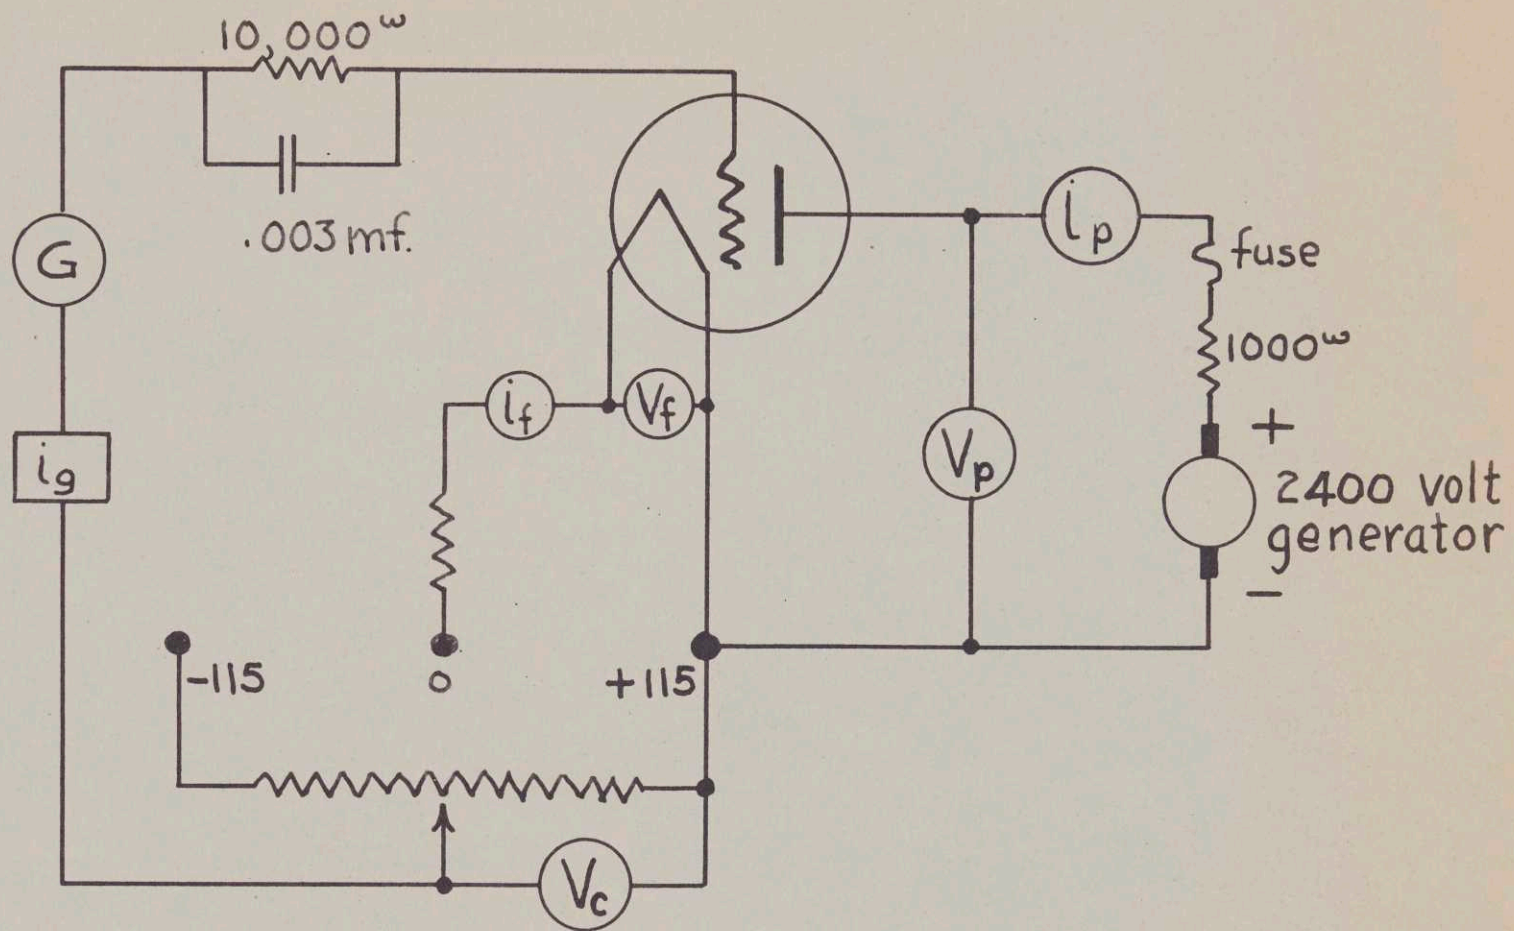 10,000ω
.003 mf.
G
ip
fuse
1000ω
if
Vf
+
ig
Vp
2400 volt
generator
-
-115
0
+115
Vc